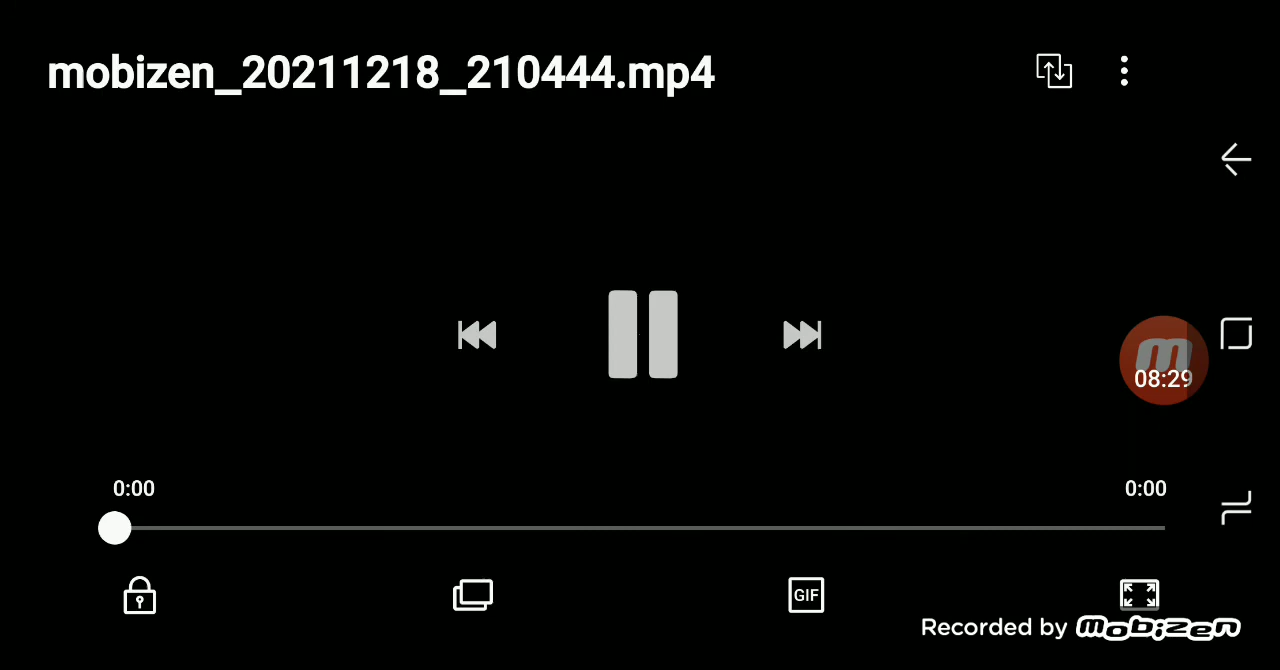 mobizen_20211218_210444.mp4
m
08:29
0:00
0:00
GIF
Recorded by mobizen